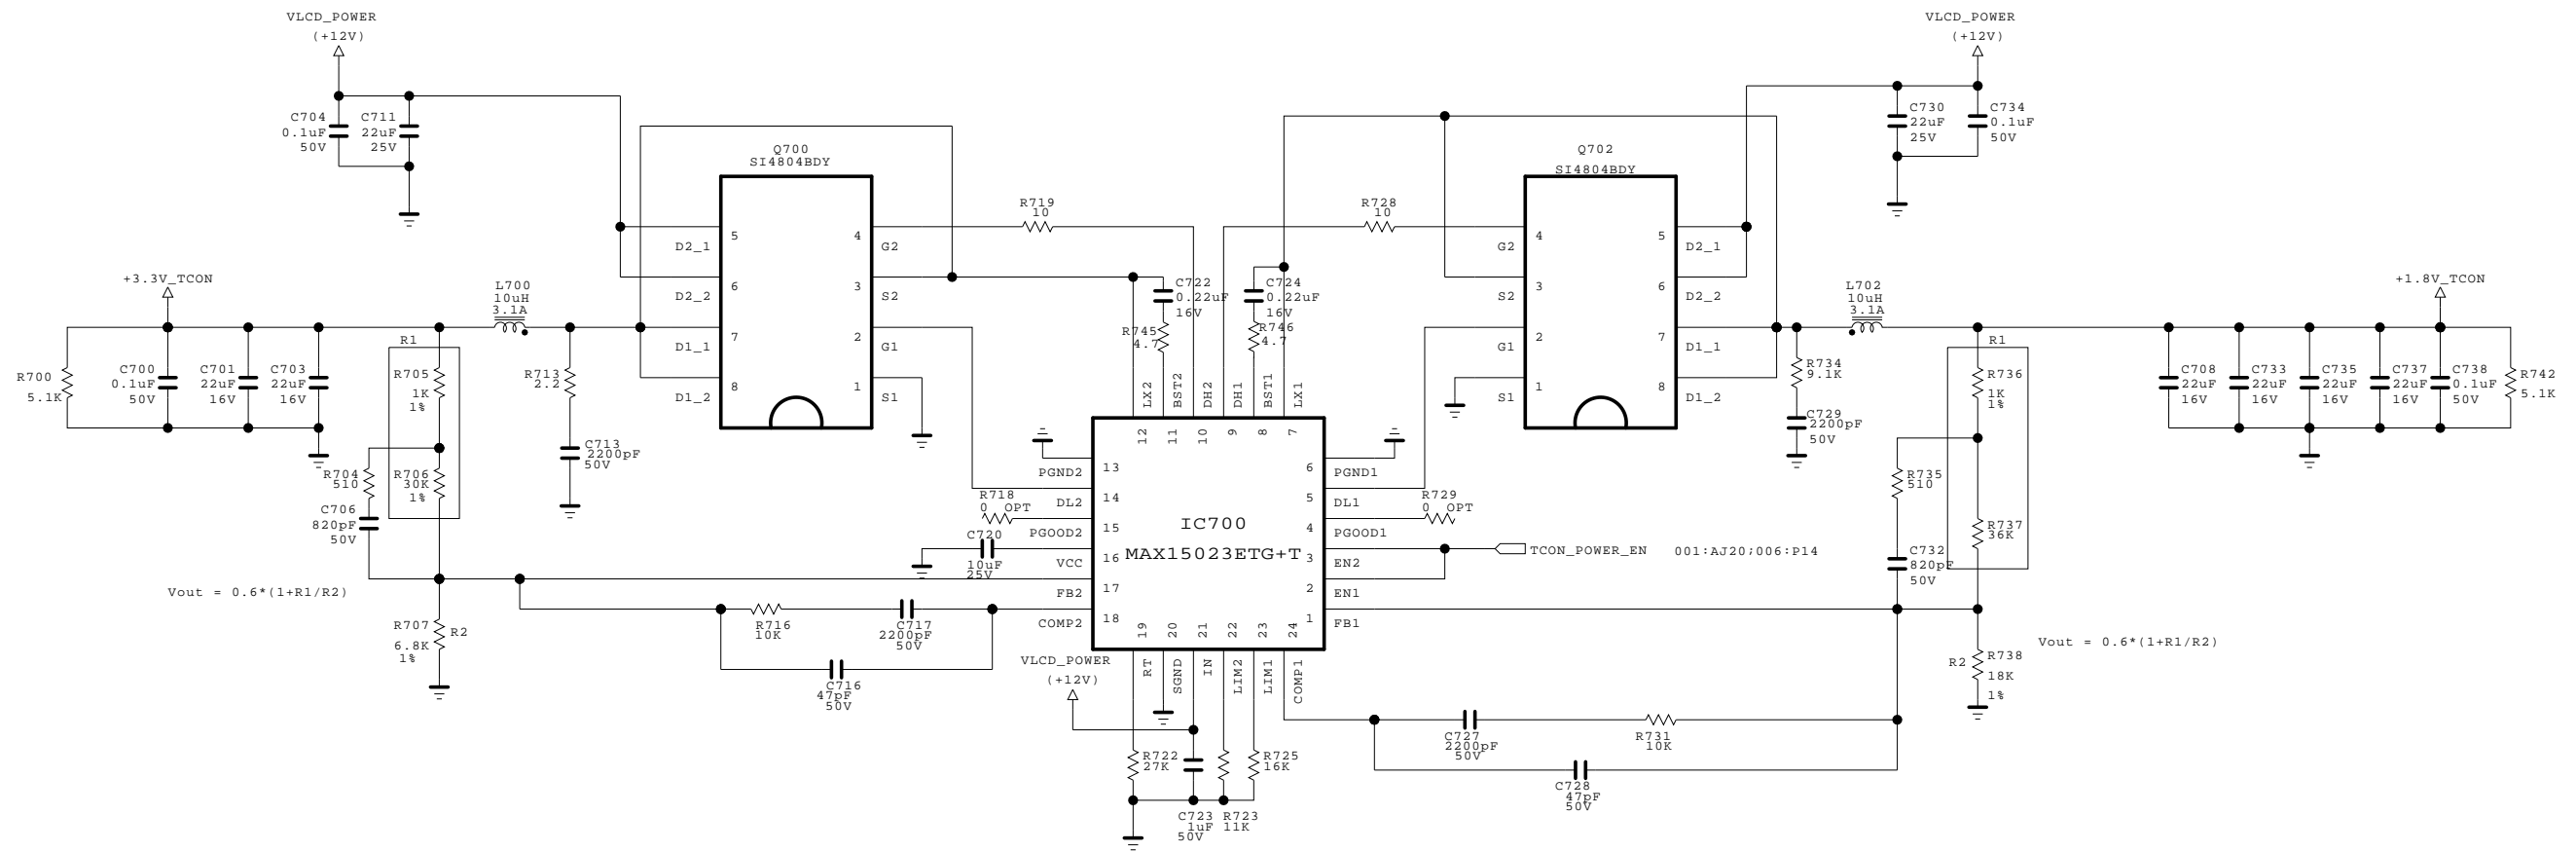 VLCD_POWER
(+12V)
C704
0.1uF
50V
C711
22uF
25V
Q700
SI4804BDY
D2_1
D2_2
D1_1
D1_2
5
6
7
8
4
3
2
1
G2
S2
G1
S1
R719
10
+3.3V_TCON
L700
10uH
3.1A
R700
5.1K
C700
0.1uF
50V
C701
22uF
16V
C703
22uF
16V
R1
R705
1K
1%
R704
510
R706
30K
1%
C706
820pF
50V
R713
2.2
C713
2200pF
50V
Vout = 0.6*(1+R1/R2)
R707
6.8K
1%
R2
R716
10K
C717
2200pF
50V
C716
47pF
50V
R718
0 OPT
C720
10uF
25V
C722
0.22uF
16V
R745
4.7
C724
0.22uF
16V
R746
4.7
LX2
BST2
DH2
DH1
BST1
LX1
12
11
10
9
8
7
PGND2
DL2
PGOOD2
VCC
FB2
COMP2
13
14
15
16
17
18
IC700
MAX15023ETG+T
6
5
4
3
2
1
PGND1
DL1
PGOOD1
EN2
EN1
FB1
19
20
21
22
23
24
RT
SGND
IN
LIM2
LIM1
COMP1
VLCD_POWER
(+12V)
R722
27K
C723
1uF
50V
R723
11K
R725
16K
R729
0 OPT
TCON_POWER_EN
001:AJ20;006:P14
R728
10
Q702
SI4804BDY
G2
S2
G1
S1
4
3
2
1
5
6
7
8
D2_1
D2_2
D1_1
D1_2
VLCD_POWER
(+12V)
C730
22uF
25V
C734
0.1uF
50V
L702
10uH
3.1A
R734
9.1K
C729
2200pF
50V
R1
R736
1K
1%
R735
510
R737
36K
C732
820pF
50V
R2
R738
18K
1%
Vout = 0.6*(1+R1/R2)
C727
2200pF
50V
R731
10K
C728
47pF
50V
+1.8V_TCON
C708
22uF
16V
C733
22uF
16V
C735
22uF
16V
C737
22uF
16V
C738
0.1uF
50V
R742
5.1K